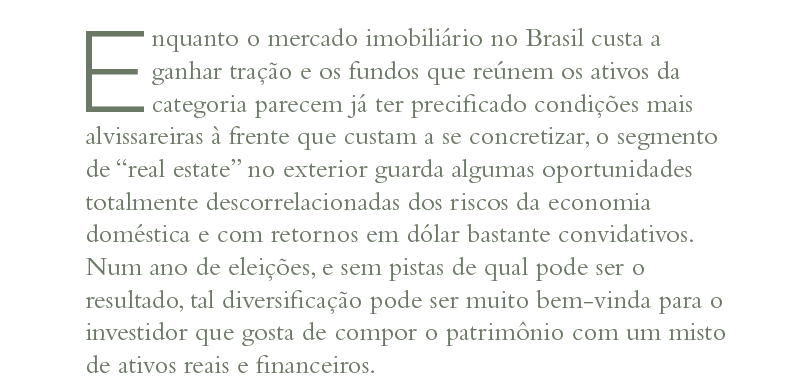 Enquanto o mercado imobiliário no Brasil custa a
ganhar tração e os fundos que reúnem os ativos da
categoria parecem já ter precificado condições mais
alvissareiras à frente que custam a se concretizar, o segmento
de “real estate” no exterior guarda algumas oportunidades
totalmente descorrelacionadas dos riscos da economia
doméstica e com retornos em dólar bastante convidativos.
Num ano de eleições, e sem pistas de qual pode ser o
resultado, tal diversificação pode ser muito bem-vinda para o
investidor que gosta de compor o patrimônio com um misto
de ativos reais e financeiros.